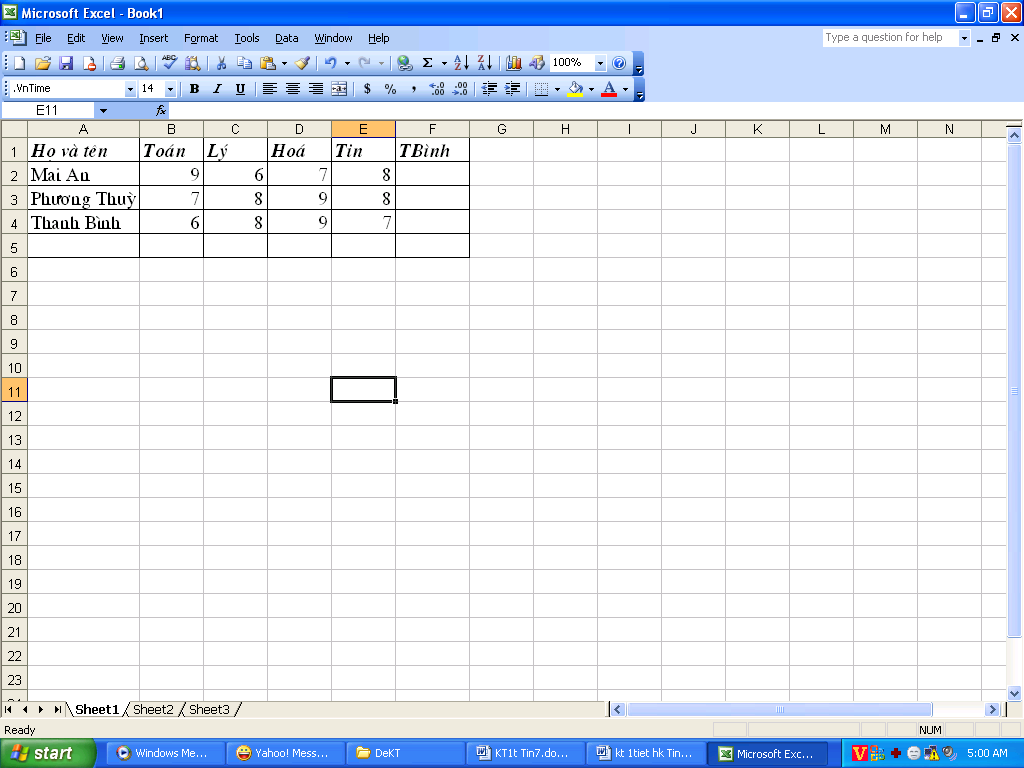 Microsoft Excel - Book1
File Edit View Insert Format Tools Data Window Help Type a question for help
100%
.VnTime 14 B I U $ % ,
E11 fx
A B C D E F G H I J K L M N
1 Họ và tên Toán Lý Hoá Tin TBình
2 Mai An 9 6 7 8
3 Phương Thuỳ 7 8 9 8
4 Thanh Bình 6 8 9 7
5
6
7
8
9
10
11
12
13
14
15
16
17
18
19
20
21
22
23
Sheet1 Sheet2 Sheet3
Ready NUM
start Windows Me... Yahoo! Mess... DeKT KT1t Tin7.do... kt 1tiet hk Tin... Microsoft Exc... V 5:00 AM